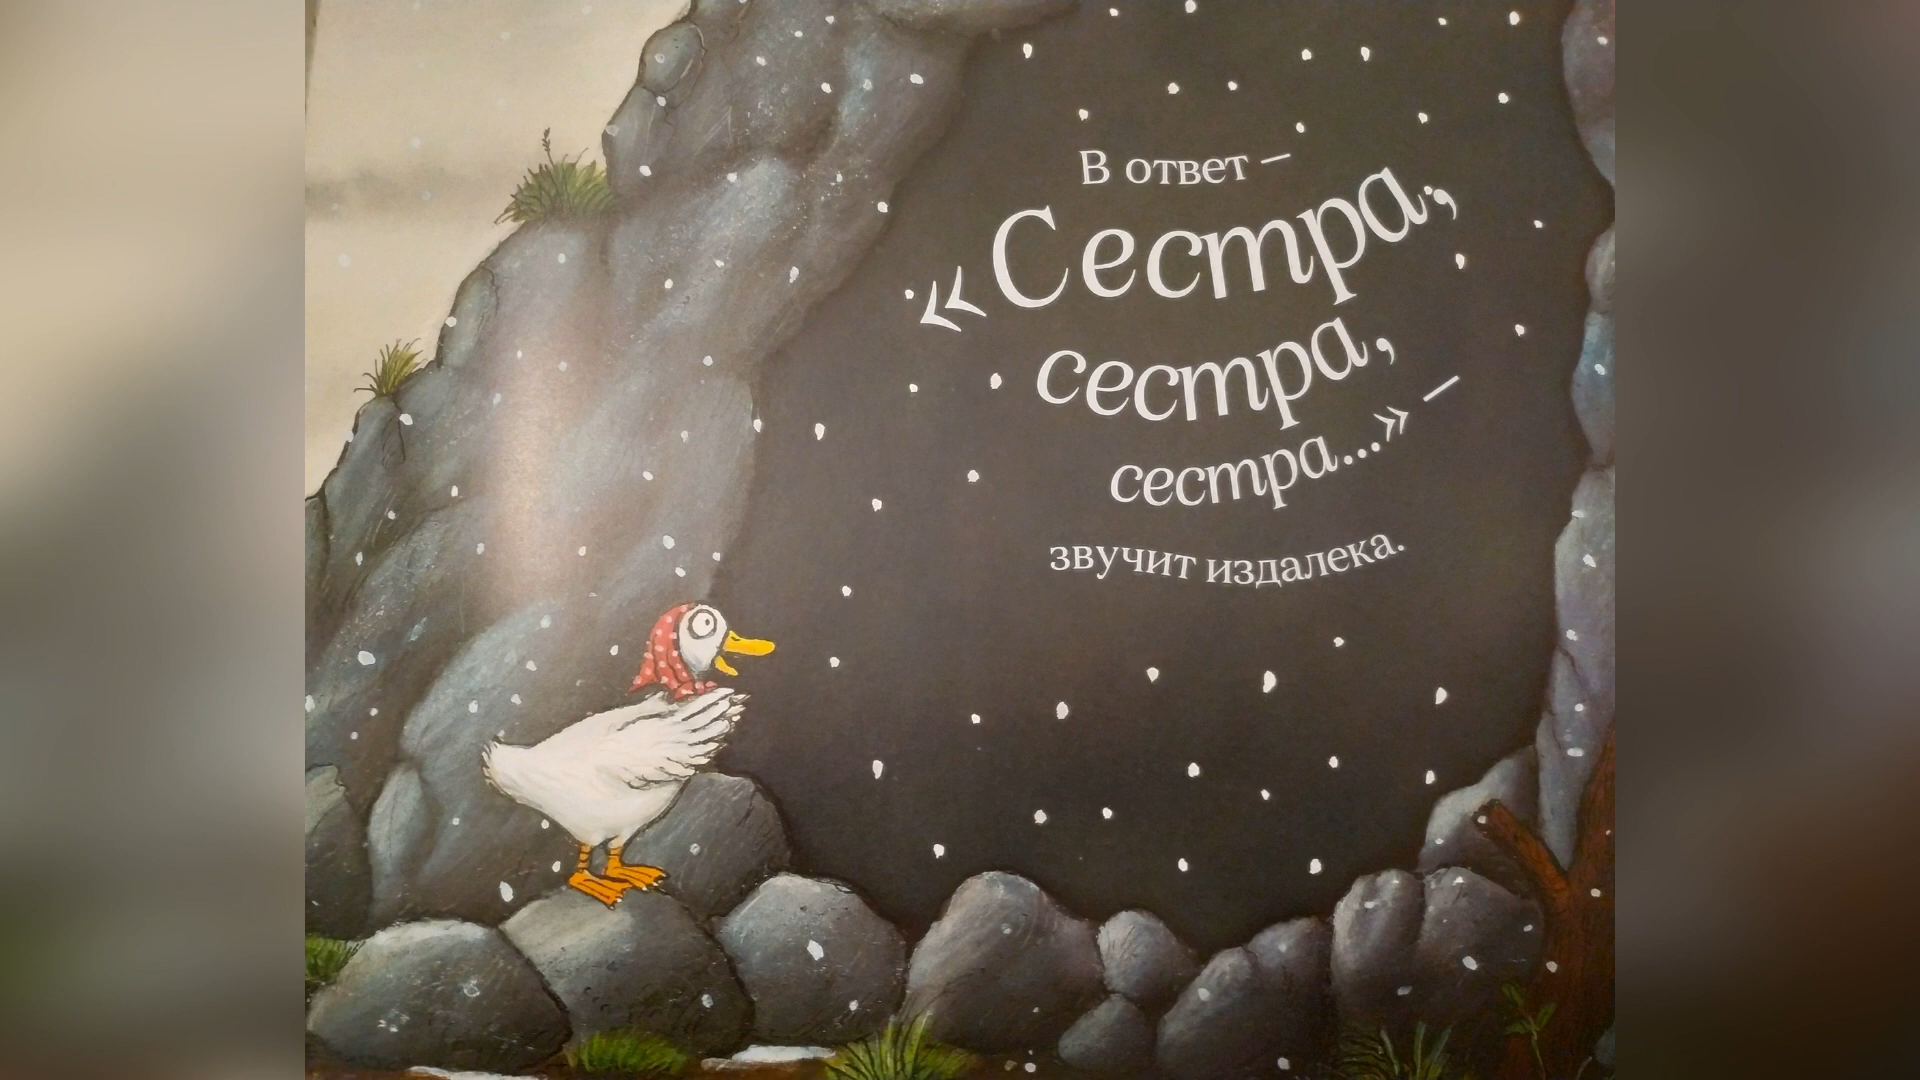 В ответ –
«Сестра,
сестра,
сестра...» –
звучит издалека.